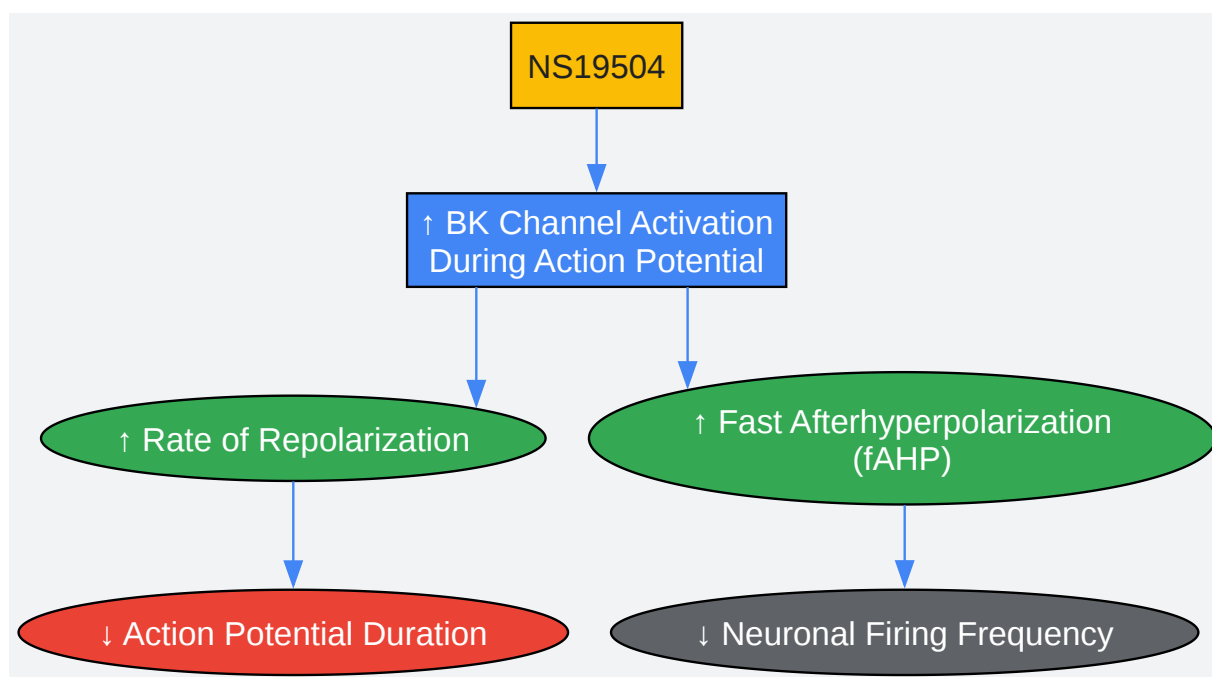 NS19504
↑ BK Channel Activation
During Action Potential
↑ Rate of Repolarization
↑ Fast Afterhyperpolarization
(fAHP)
↓ Action Potential Duration
↓ Neuronal Firing Frequency